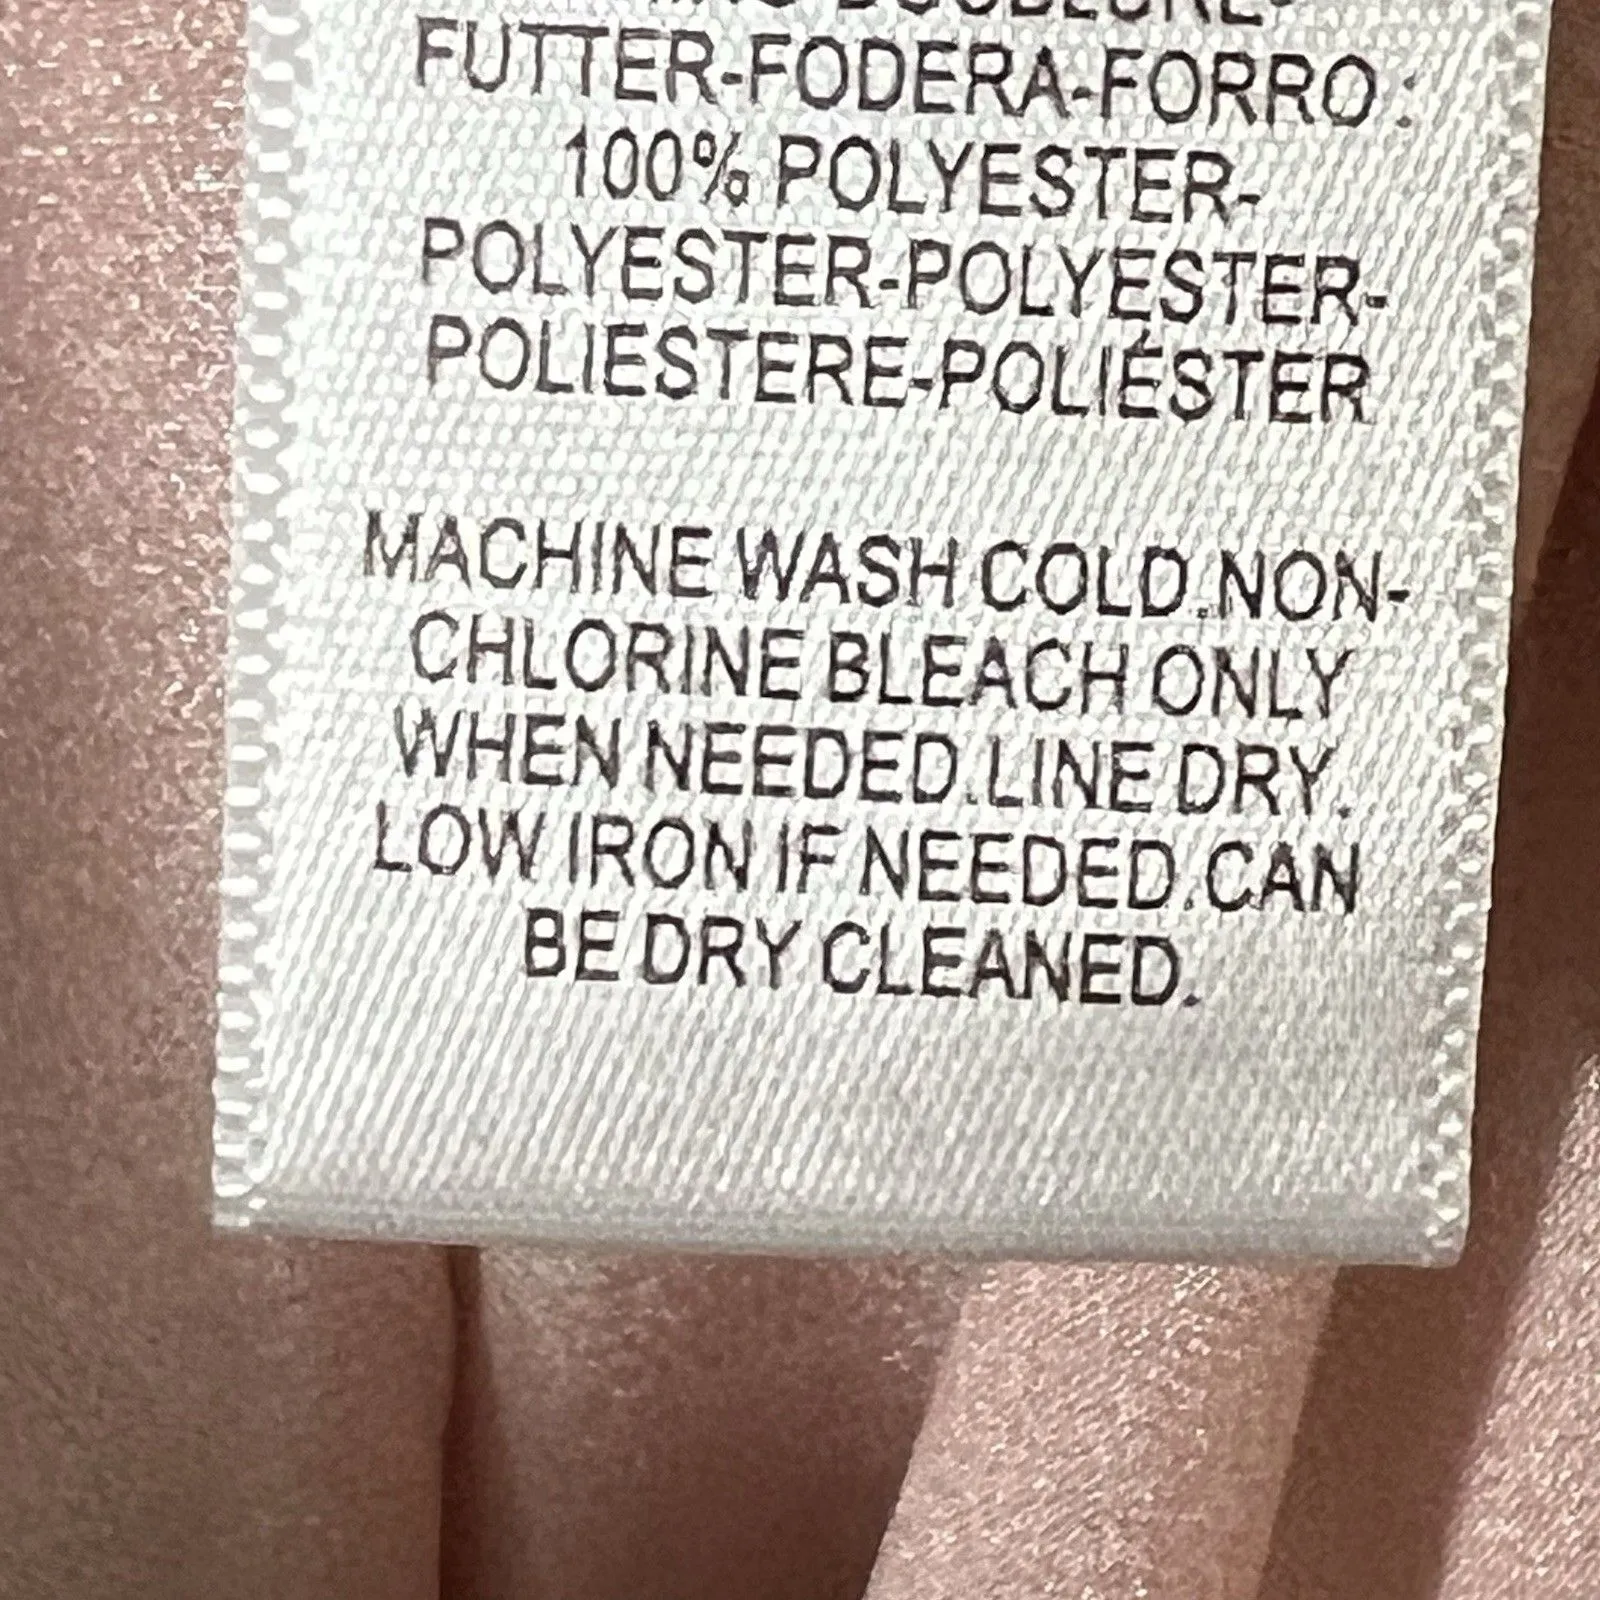 DOUBLURE-
FUTTER-FODERA-FORRO :
100% POLYESTER-
POLYESTER-POLYESTER-
POLIESTERE-POLIÉSTER
MACHINE WASH COLD.NON-
CHLORINE BLEACH ONLY
WHEN NEEDED.LINE DRY.
LOW IRON IF NEEDED.CAN
BE DRY CLEANED.